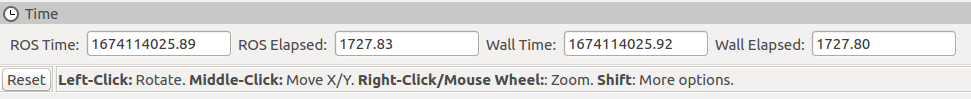 Time
ROS Time: 1674114025.89 ROS Elapsed: 1727.83 Wall Time: 1674114025.92 Wall Elapsed: 1727.80
Reset Left-Click: Rotate. Middle-Click: Move X/Y. Right-Click/Mouse Wheel:: Zoom. Shift: More options.